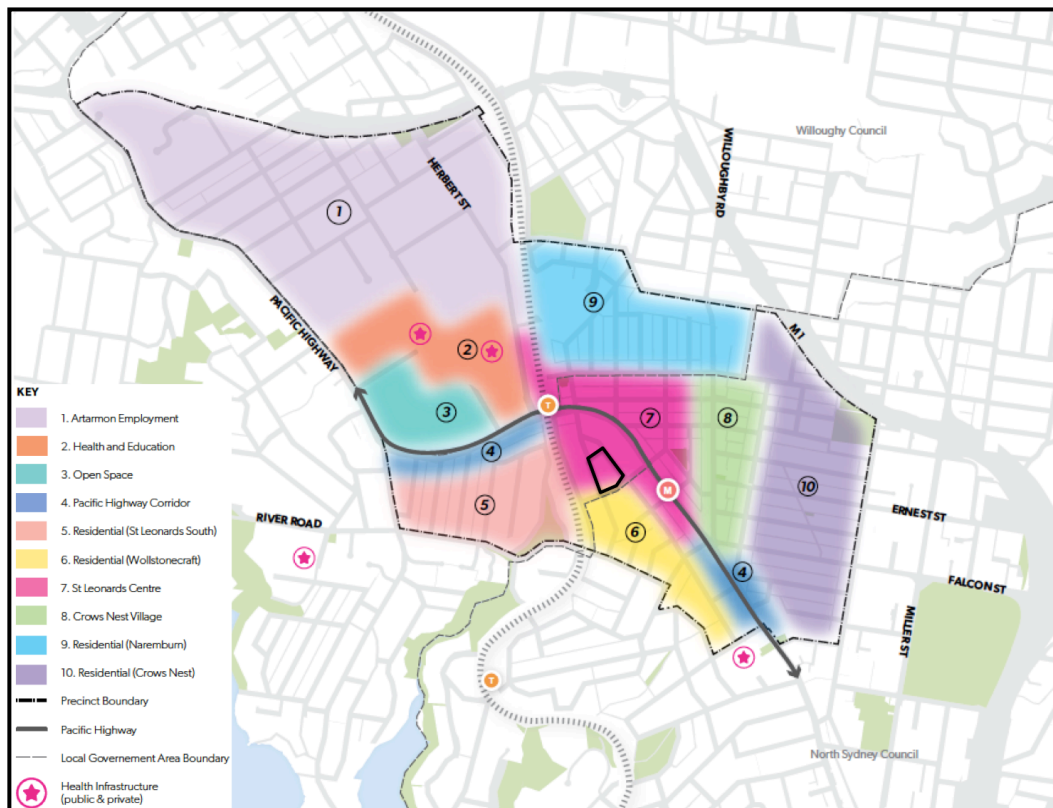 Willoughy Council
WILLOUGHBY RD
HERBERT ST
1
9
M1
PACIFIC HIGHWAY
2
KEY
1. Artarmon Employment
2. Health and Education
3. Open Space
4. Pacific Highway Corridor
5. Residential (St Leonards South)
6. Residential (Wollstonecraft)
7. St Leonards Centre
8. Crows Nest Village
9. Residential (Naremburn)
10. Residential (Crows Nest)
Precinct Boundary
Pacific Highway
Local Governement Area Boundary
Health Infrastructure
(public & private)
3
T
7
8
4
M
10
5
6
ERNEST ST
RIVER ROAD
4
FALCON ST
MILLER ST
T
North Sydney Council